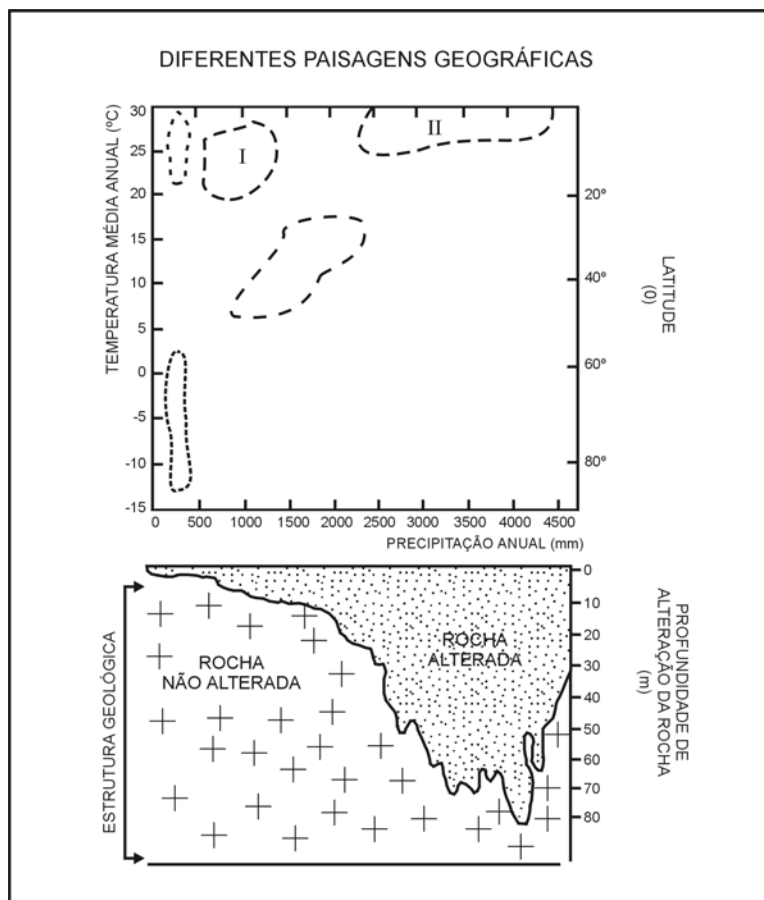 DIFERENTES PAISAGENS GEOGRÁFICAS
TEMPERATURA MÉDIA ANUAL (ºC)
30
25
20
15
10
5
0
-5
-10
-15
I
II
20º
40º
60º
80º
LATITUDE
(0)
0 500 1000 1500 2000 2500 3000 3500 4000 4500
PRECIPITAÇÃO ANUAL (mm)
ESTRUTURA GEOLÓGICA
ROCHA
NÃO ALTERADA
ROCHA
ALTERADA
0
10
20
30
40
50
60
70
80
PROFUNDIDADE DE
ALTERAÇÃO DA ROCHA
(m)